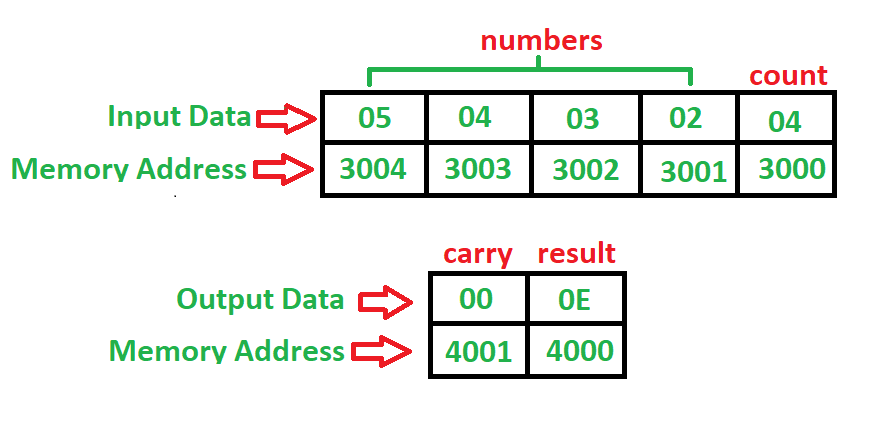 numbers
count
Input Data 05 04 03 02 04
Memory Address 3004 3003 3002 3001 3000
carry result
Output Data 00 0E
Memory Address 4001 4000